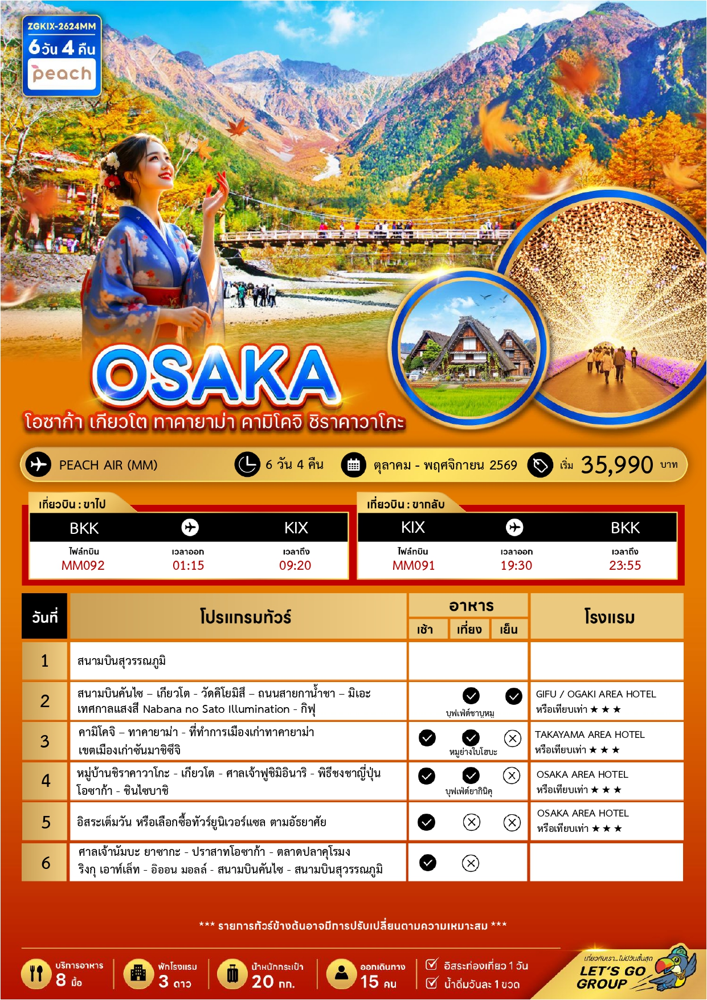 ZGKIX-2624MM
6วัน 4 คืน
peach
OSAKA
โอซาก้า เกียวโต ทาคายาม่า คามิโคจิ ชิราคาวาโกะ
PEACH AIR (MM)
6 วัน 4 คืน
ตุลาคม - พฤศจิกายน 2569
เริ่ม 35,990 บาท
เที่ยวบิน : ขาไป
BKK KIX
ไฟล์ทบิน เวลาออก เวลาถึง
MM092 01:15 09:20
เที่ยวบิน : ขากลับ
KIX BKK
ไฟล์ทบิน เวลาออก เวลาถึง
MM091 19:30 23:55
วันที่ โปรแกรมทัวร์ อาหาร โรงแรม
เช้า เที่ยง เย็น
1 สนามบินสุวรรณภูมิ
2 สนามบินคันไซ – เกียวโต - วัดคิโยมิสึ – ถนนสายกาน้ำชา – มิเอะ
เทศกาลแสงสี Nabana no Sato Illumination - กิฟุ
บุฟเฟ่ต์ชาบูหมู
GIFU / OGAKI AREA HOTEL
หรือเทียบเท่า ★ ★ ★
3 คามิโคจิ – ทาคายาม่า - ที่ทำการเมืองเก่าทาคายาม่า
เขตเมืองเก่าซันมาชิซึจิ
หมูย่างใบโฮบะ
TAKAYAMA AREA HOTEL
หรือเทียบเท่า ★ ★ ★
4 หมู่บ้านชิราคาวาโกะ - เกียวโต - ศาลเจ้าฟูชิมิอินาริ - พิธีชงชาญี่ปุ่น
โอซาก้า - ชินไซบาชิ
บุฟเฟ่ต์ยากินิคุ
OSAKA AREA HOTEL
หรือเทียบเท่า ★ ★ ★
5 อิสระเต็มวัน หรือเลือกซื้อทัวร์ยูนิเวอร์แซล ตามอัธยาศัย
OSAKA AREA HOTEL
หรือเทียบเท่า ★ ★ ★
6 ศาลเจ้านัมบะ ยาซากะ - ปราสาทโอซาก้า - ตลาดปลาคุโรมง
ริงกุ เอาท์เล็ท - อิออน มอลล์ - สนามบินคันไซ - สนามบินสุวรรณภูมิ
*** รายการทัวร์ข้างต้นอาจมีการปรับเปลี่ยนตามความเหมาะสม ***
บริการอาหาร
8 มื้อ
พักโรงแรม
3 ดาว
น้ำหนักกระเป๋า
20 กก.
ออกเดินทาง
15 คน
อิสระท่องเที่ยว 1 วัน
น้ำดื่มวันละ 1 ขวด
เที่ยวกับเรา...ไม่มีวันสิ้นสุด
LET'S GO
GROUP